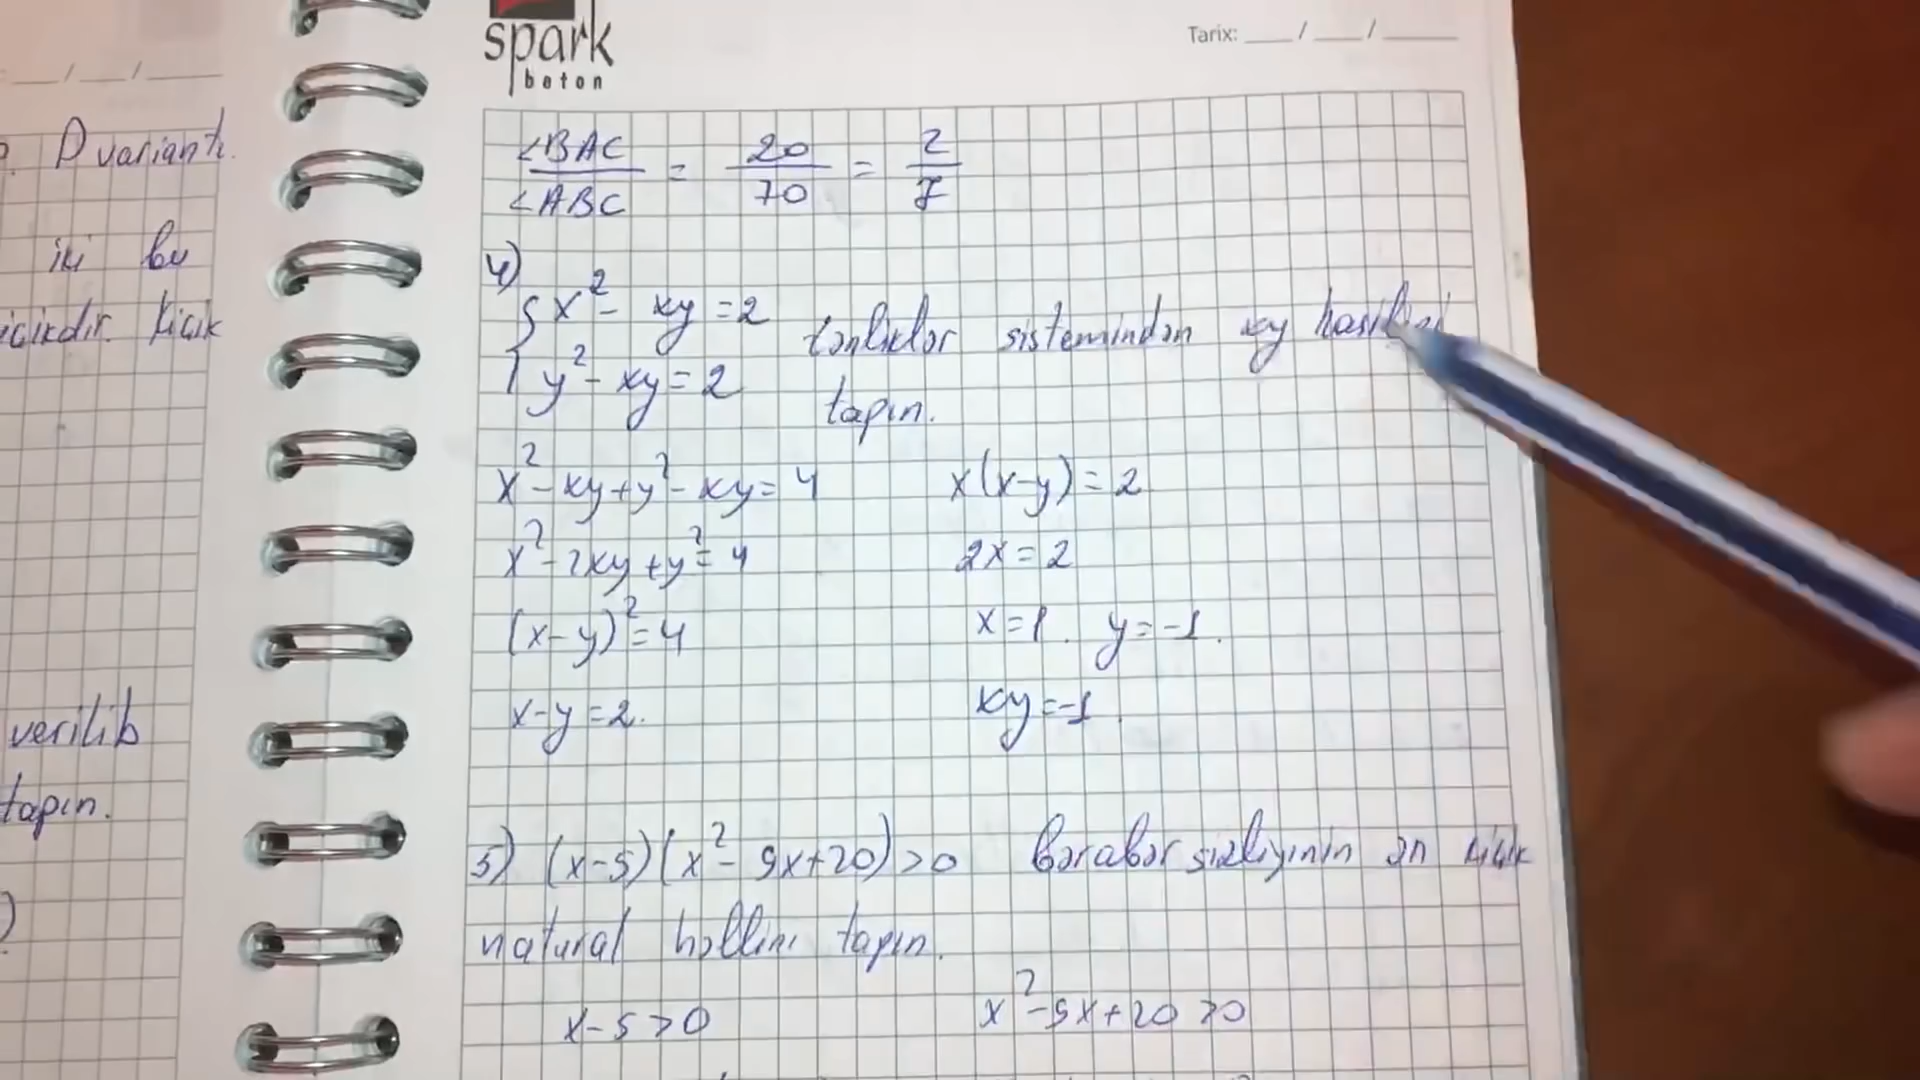 spark
beton
Tarix: ___ / ___ / ___
D variantı.
iki bu
kiçik
verilib
tapın.
∠BAC / ∠ABC = 20 / 70 = 2 / 7
4)
{ x² - xy = 2
{ y² - xy = 2
tənliklər sistemindən xy hasilini
tapın.
x² - xy + y² - xy = 4
x² - 2xy + y² = 4
(x - y)² = 4
x - y = 2.
x(x-y) = 2
2x = 2
x = 1. y = -1.
xy = -1
5) (x-5)(x² - 9x + 20) > 0 bərabərsizliyinin ən kiçik
natural həllini tapın.
x - 5 > 0
x² - 9x + 20 > 0